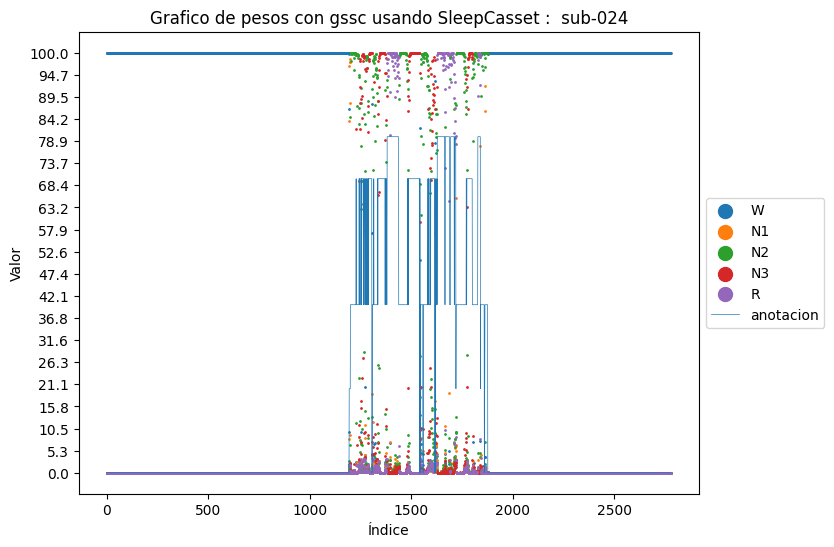 Grafico de pesos con gssc usando SleepCasset :  sub-024
Valor
100.0
94.7
89.5
84.2
78.9
73.7
68.4
63.2
57.9
52.6
47.4
42.1
36.8
31.6
26.3
21.1
15.8
10.5
5.3
0.0
0 500 1000 1500 2000 2500
Índice
W
N1
N2
N3
R
anotacion